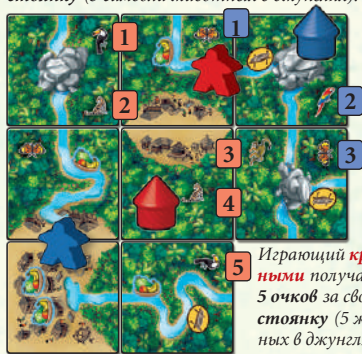 1
1
2
2
3
3
4
5
Играющий кр
ными получа
5 очков за сво
стоянку (5 ж
ных в джунгл